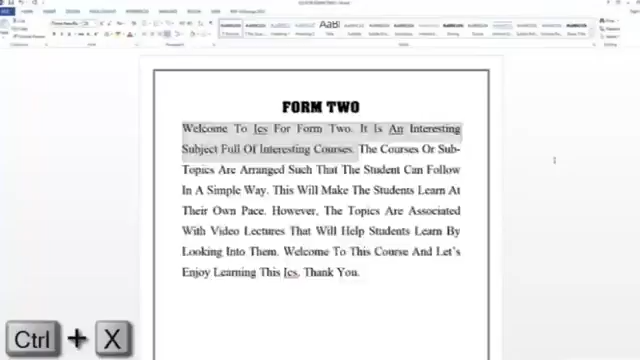 AaBl
FORM TWO
Welcome To Ics For Form Two. It Is An Interesting
Subject Full Of Interesting Courses. The Courses Or Sub-
Topics Are Arranged Such That The Student Can Follow
In A Simple Way. This Will Make The Students Learn At
Their Own Pace. However, The Topics Are Associated
With Video Lectures That Will Help Students Learn By
Looking Into Them. Welcome To This Course And Let's
Enjoy Learning This Ics. Thank You.
Ctrl + X